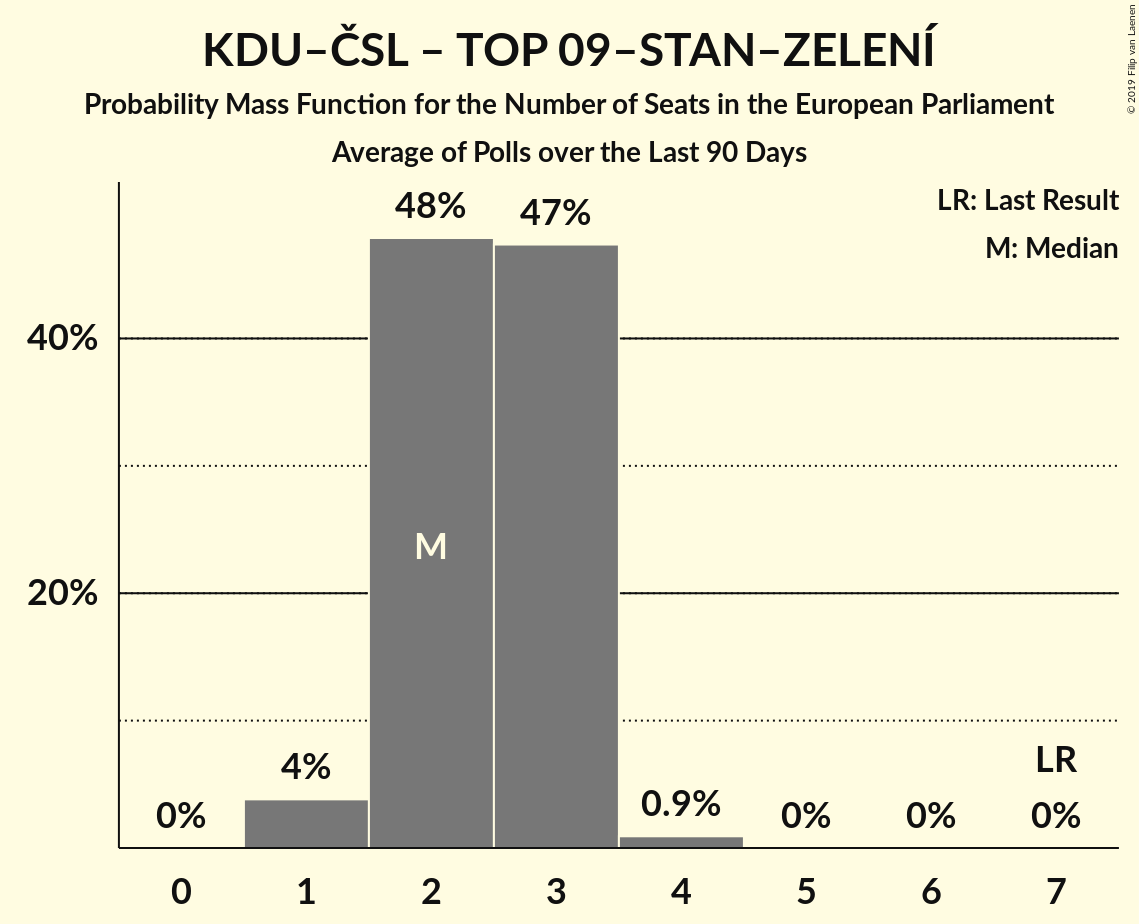 KDU–ČSL – TOP 09–STAN–ZELENÍ
Probability Mass Function for the Number of Seats in the European Parliament
Average of Polls over the Last 90 Days
© 2019 Filip van Laenen
LR: Last Result
M: Median
48%
47%
40%
M
20%
4%
LR
0%
0.9%
0%
0%
0%
0 1 2 3 4 5 6 7